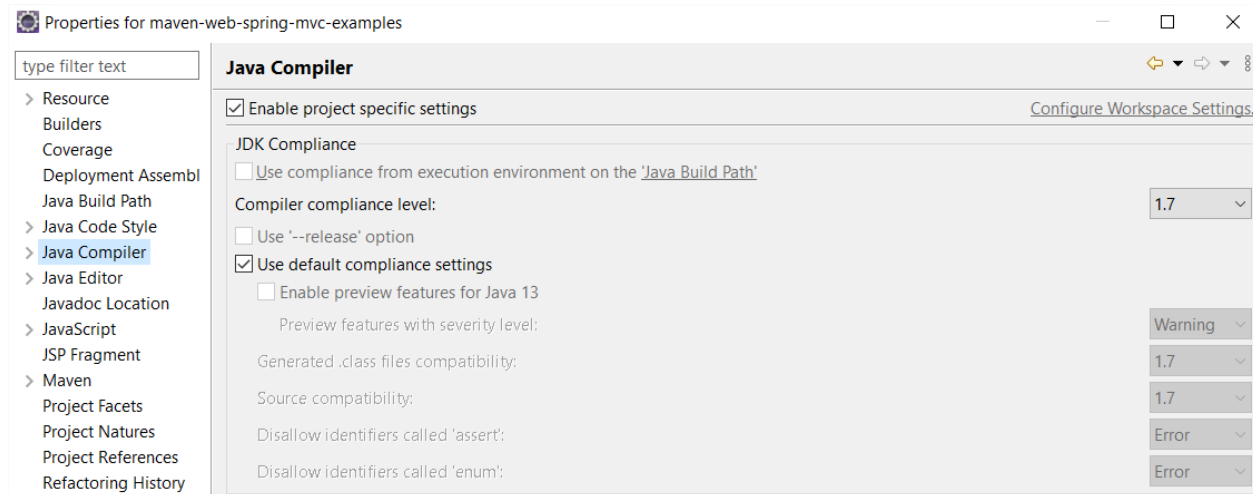 Properties for maven-web-spring-mvc-examples
type filter text
Resource
Builders
Coverage
Deployment Assembl
Java Build Path
Java Code Style
Java Compiler
Java Editor
Javadoc Location
JavaScript
JSP Fragment
Maven
Project Facets
Project Natures
Project References
Refactoring History
Java Compiler
Enable project specific settings Configure Workspace Settings.
JDK Compliance
Use compliance from execution environment on the 'Java Build Path'
Compiler compliance level: 1.7
Use '--release' option
Use default compliance settings
Enable preview features for Java 13
Preview features with severity level: Warning
Generated .class files compatibility: 1.7
Source compatibility: 1.7
Disallow identifiers called 'assert': Error
Disallow identifiers called 'enum': Error